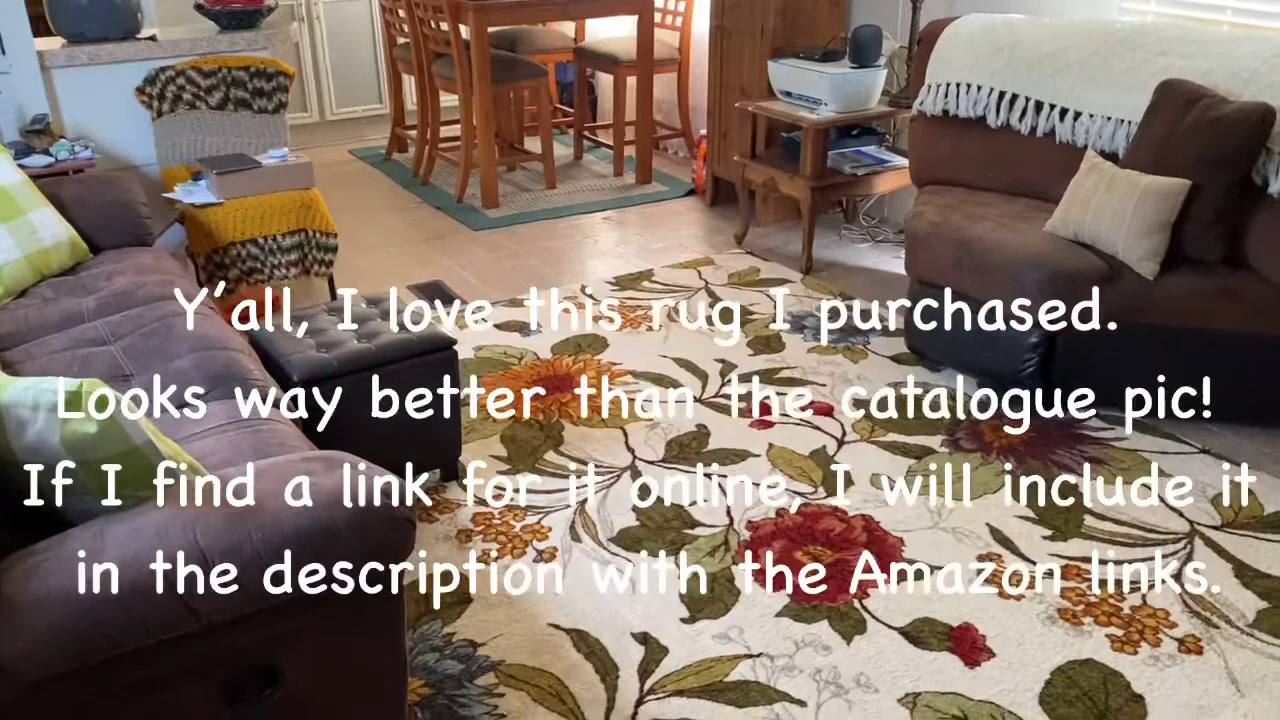 Y'all, I love this rug I purchased.
Looks way better than the catalogue pic!
If I find a link for it online, I will include it
in the description with the Amazon links.